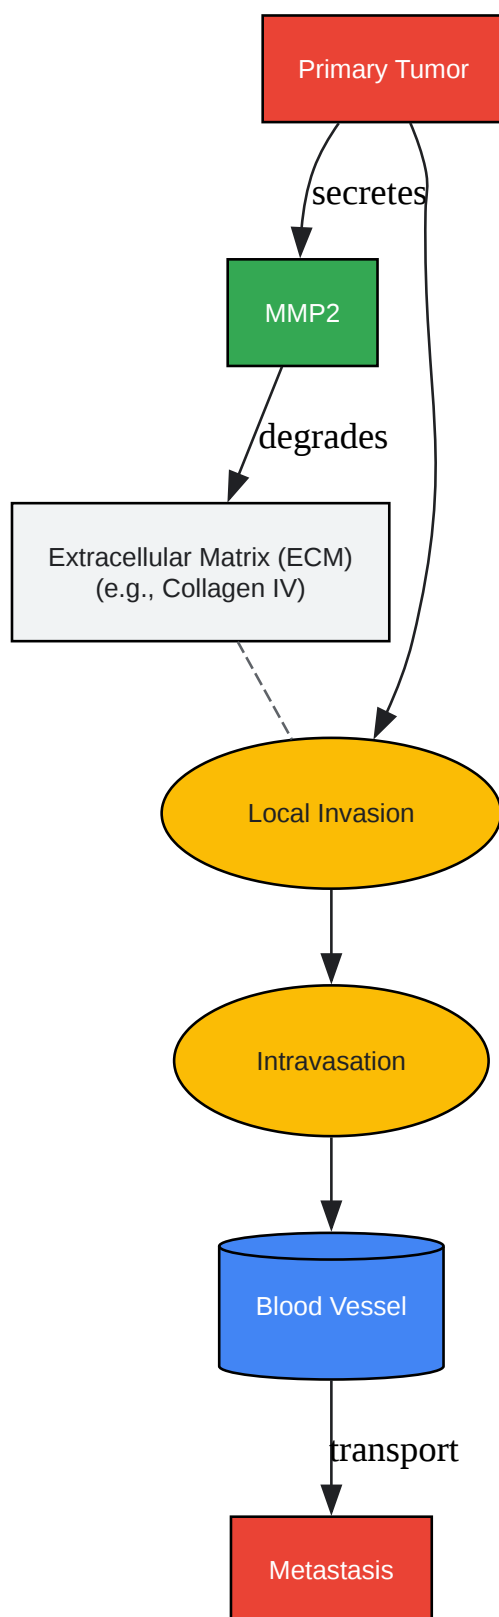 Primary Tumor
secretes
MMP2
degrades
Extracellular Matrix (ECM)
(e.g., Collagen IV)
Local Invasion
Intravasation
Blood Vessel
transport
Metastasis